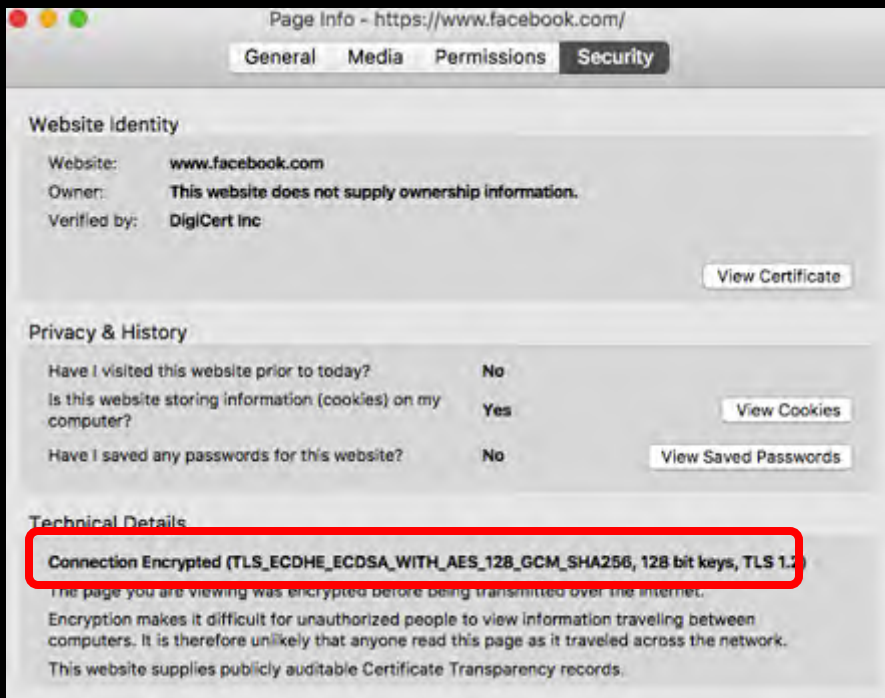 Page Info - https://www.facebook.com/
General Media Permissions Security
Website Identity
Website: www.facebook.com
Owner: This website does not supply ownership information.
Verified by: DigiCert Inc
View Certificate
Privacy & History
Have I visited this website prior to today? No
Is this website storing information (cookies) on my
computer? Yes View Cookies
Have I saved any passwords for this website? No View Saved Passwords
Technical Details
Connection Encrypted (TLS_ECDHE_ECDSA_WITH_AES_128_GCM_SHA256, 128 bit keys, TLS 1.2)
The page you are viewing was encrypted before being transmitted over the Internet.
Encryption makes it difficult for unauthorized people to view information traveling between
computers. It is therefore unlikely that anyone read this page as it traveled across the network.
This website supplies publicly auditable Certificate Transparency records.